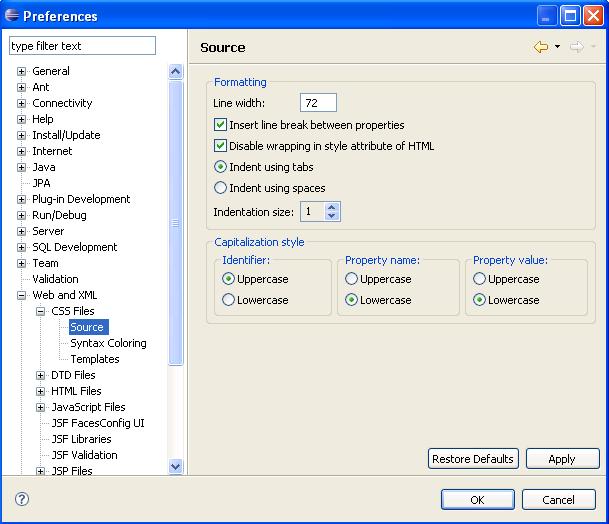 Preferences
type filter text
General
Ant
Connectivity
Help
Install/Update
Internet
Java
JPA
Plug-in Development
Run/Debug
Server
SQL Development
Team
Validation
Web and XML
CSS Files
Source
Syntax Coloring
Templates
DTD Files
HTML Files
JavaScript Files
JSF FacesConfig UI
JSF Libraries
JSF Validation
JSP Files
Source
Formatting
Line width: 72
Insert line break between properties
Disable wrapping in style attribute of HTML
Indent using tabs
Indent using spaces
Indentation size: 1
Capitalization style
Identifier: Property name: Property value:
Uppercase Uppercase Uppercase
Lowercase Lowercase Lowercase
Restore Defaults Apply
? OK Cancel